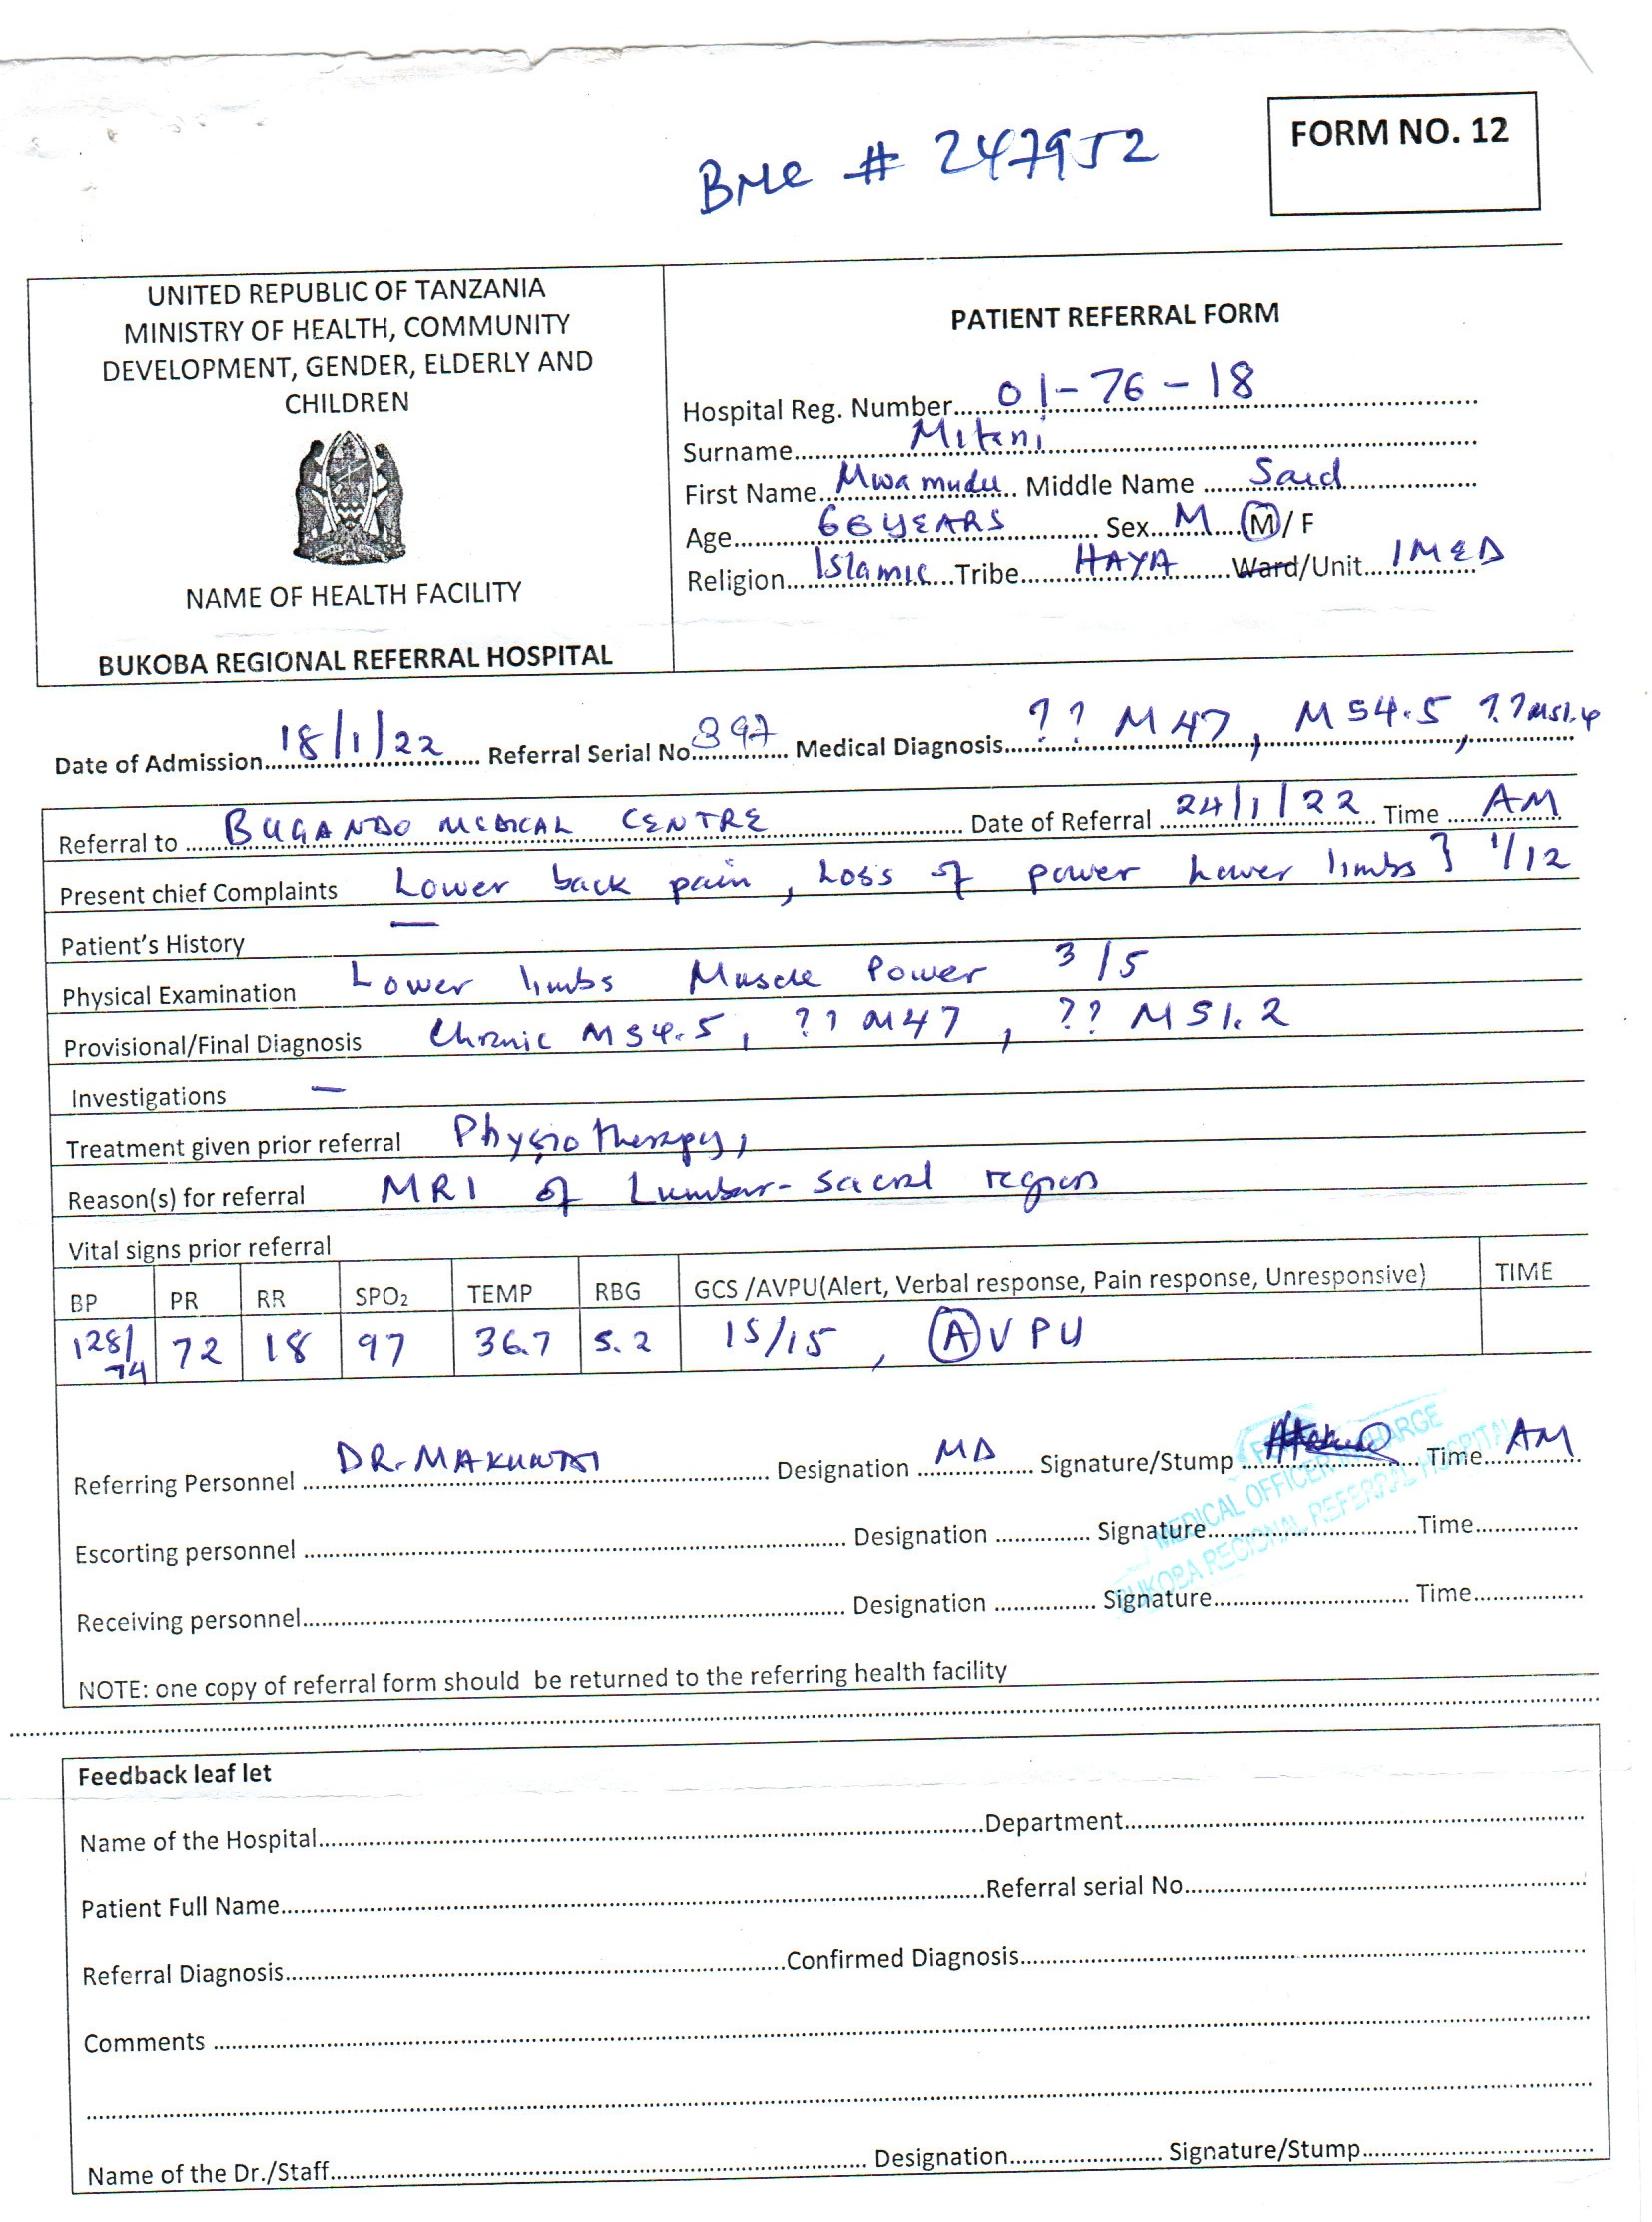 BMC # 247952
FORM NO. 12
UNITED REPUBLIC OF TANZANIA
MINISTRY OF HEALTH, COMMUNITY
DEVELOPMENT, GENDER, ELDERLY AND
CHILDREN
NAME OF HEALTH FACILITY
BUKOBA REGIONAL REFERRAL HOSPITAL
PATIENT REFERRAL FORM
Hospital Reg. Number 01-76-18
Surname
First Name Mwamudu Middle Name Said
Age 66 YEARS Sex M M/ F
Religion Islamic Tribe HAYA Ward/Unit IMED
Date of Admission 18/1/22 Referral Serial No 397 Medical Diagnosis ?? M47, M54.5, ??
Referral to BUGANDO MEDICAL CENTRE Date of Referral 24/1/22 Time AM
Present chief Complaints Lower back pain, Loss of power Lower limbs } 1/12
Patient's History —
Physical Examination Lower limbs Muscle Power 3/5
Provisional/Final Diagnosis Chronic M54.5, ?? M47, ?? M51.2
Investigations —
Treatment given prior referral Physiotherapy,
Reason(s) for referral MRI of Lumbar-sacral region
Vital signs prior referral
BP PR RR SPO2 TEMP RBG GCS /AVPU(Alert, Verbal response, Pain response, Unresponsive) TIME
128/74 72 18 97 36.7 5.2 15/15, AVPU
Referring Personnel DR. Designation MD Signature/Stump Time AM
MEDICAL OFFICER INCHARGE
BUKOBA REGIONAL REFERRAL HOSPITAL
Escorting personnel Designation Signature Time
Receiving personnel Designation Signature Time
NOTE: one copy of referral form should be returned to the referring health facility
Feedback leaf let
Name of the Hospital Department
Patient Full Name Referral serial No
Referral Diagnosis Confirmed Diagnosis
Comments
Name of the Dr./Staff Designation Signature/Stump